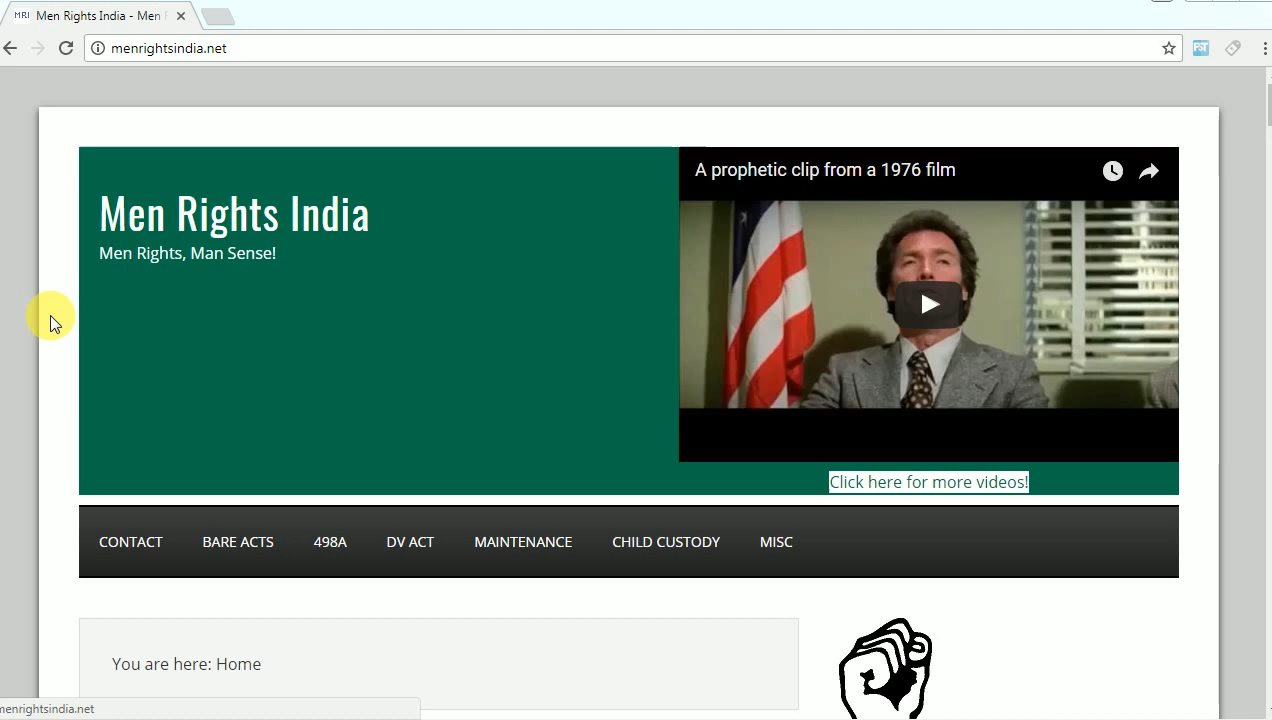 MRI Men Rights India - Men R
menrightsindia.net
Men Rights India
Men Rights, Man Sense!
A prophetic clip from a 1976 film
Click here for more videos!
CONTACT BARE ACTS 498A DV ACT MAINTENANCE CHILD CUSTODY MISC
You are here: Home
menrightsindia.net